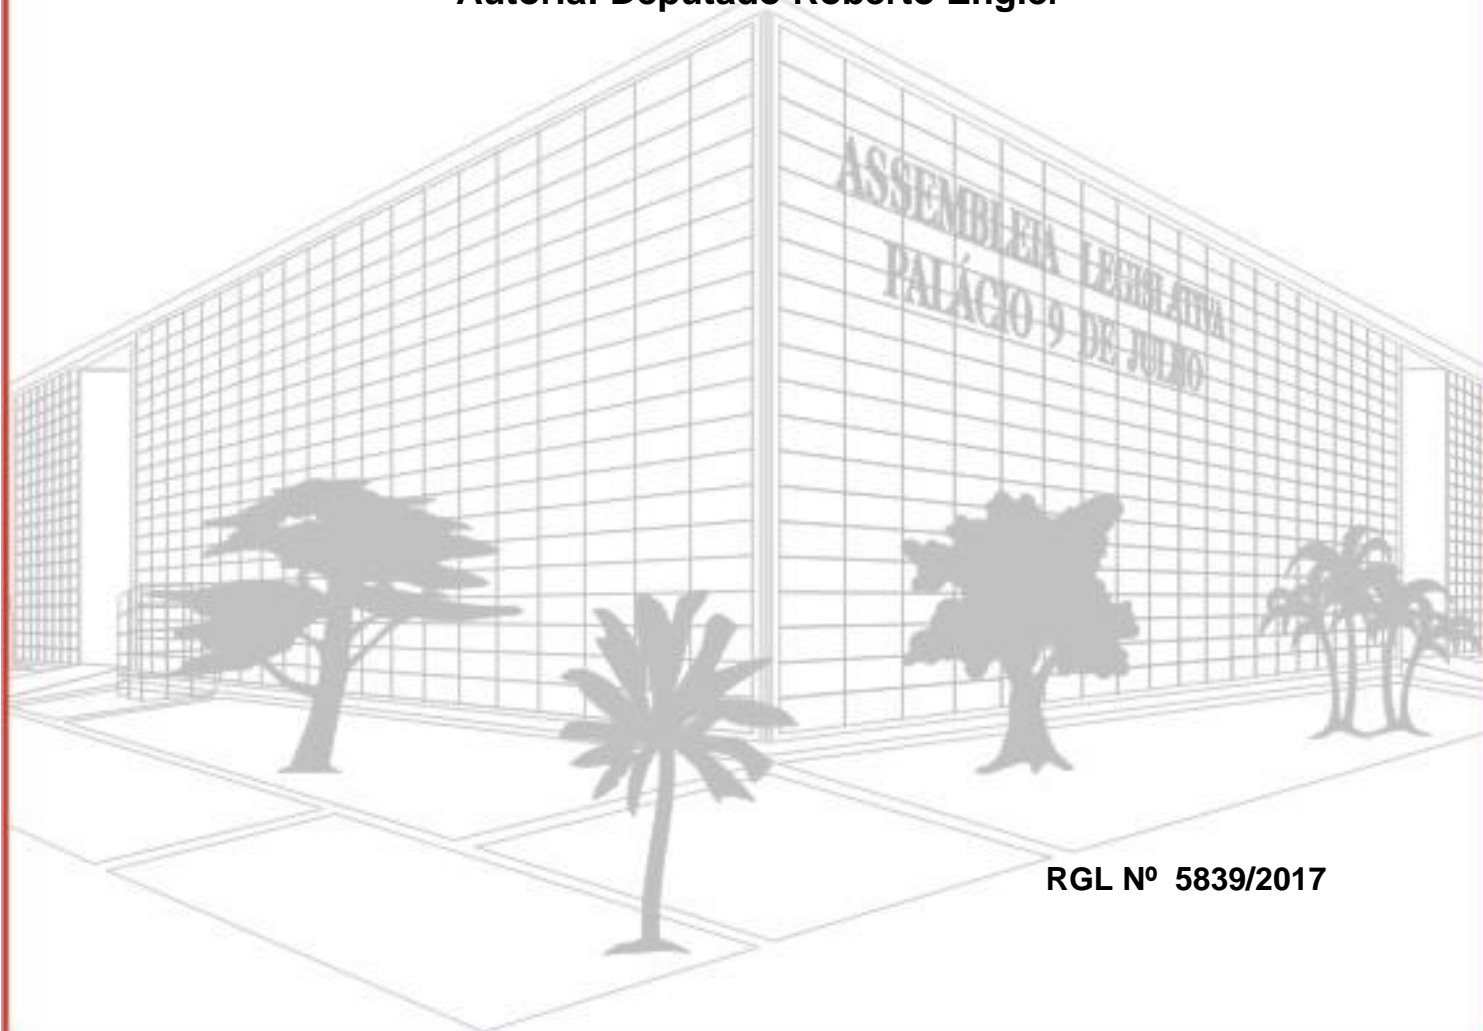 Autoria: Deputado Roberto Engler
ASSEMBLEIA LEGISLATIVA
PALÁCIO 9 DE JULHO
RGL Nº 5839/2017